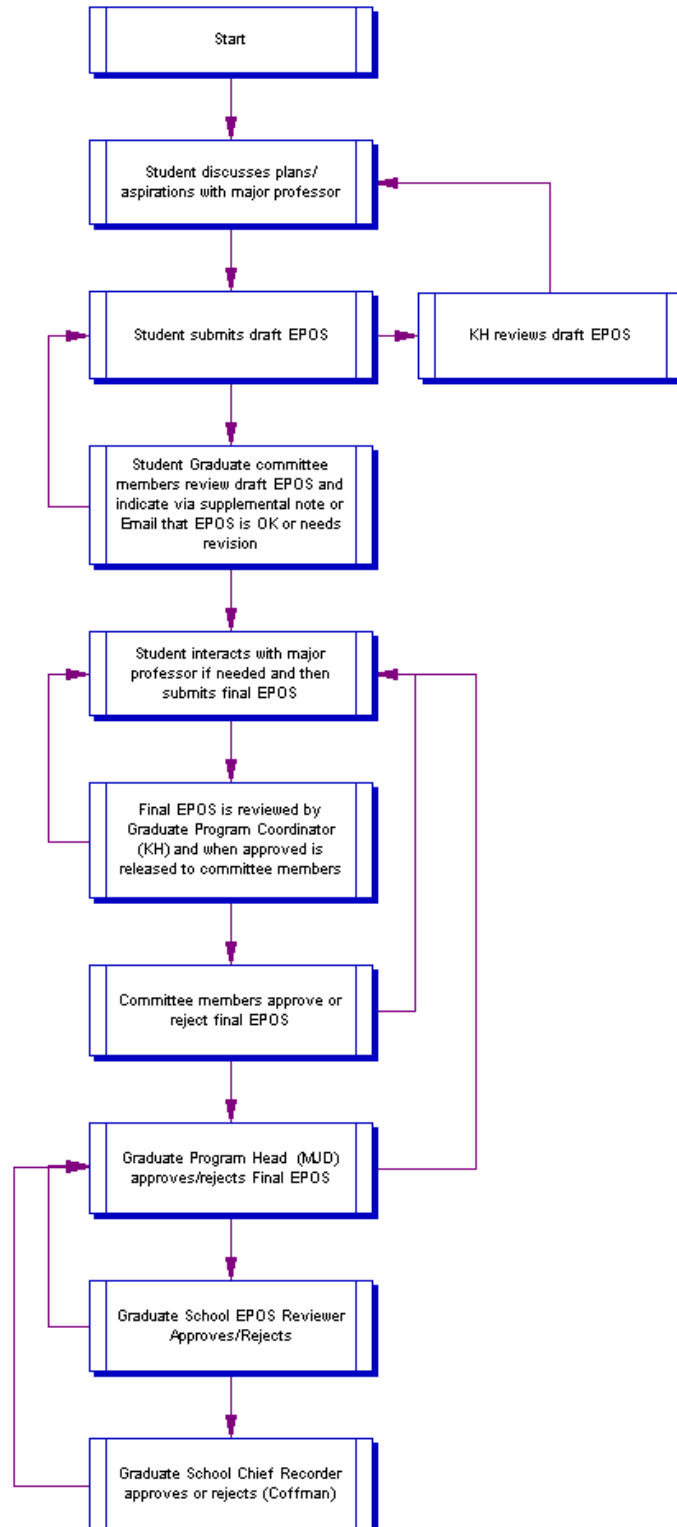 Start
Student discusses plans/
aspirations with major professor
Student submits draft EPOS
KH reviews draft EPOS
Student Graduate committee
members review draft EPOS and
indicate via supplemental note or
Email that EPOS is OK or needs
revision
Student interacts with major
professor if needed and then
submits final EPOS
Final EPOS is reviewed by
Graduate Program Coordinator
(KH) and when approved is
released to committee members
Committee members approve or
reject final EPOS
Graduate Program Head (MJD)
approves/rejects Final EPOS
Graduate School EPOS Reviewer
Approves/Rejects
Graduate School Chief Recorder
approves or rejects (Coffman)